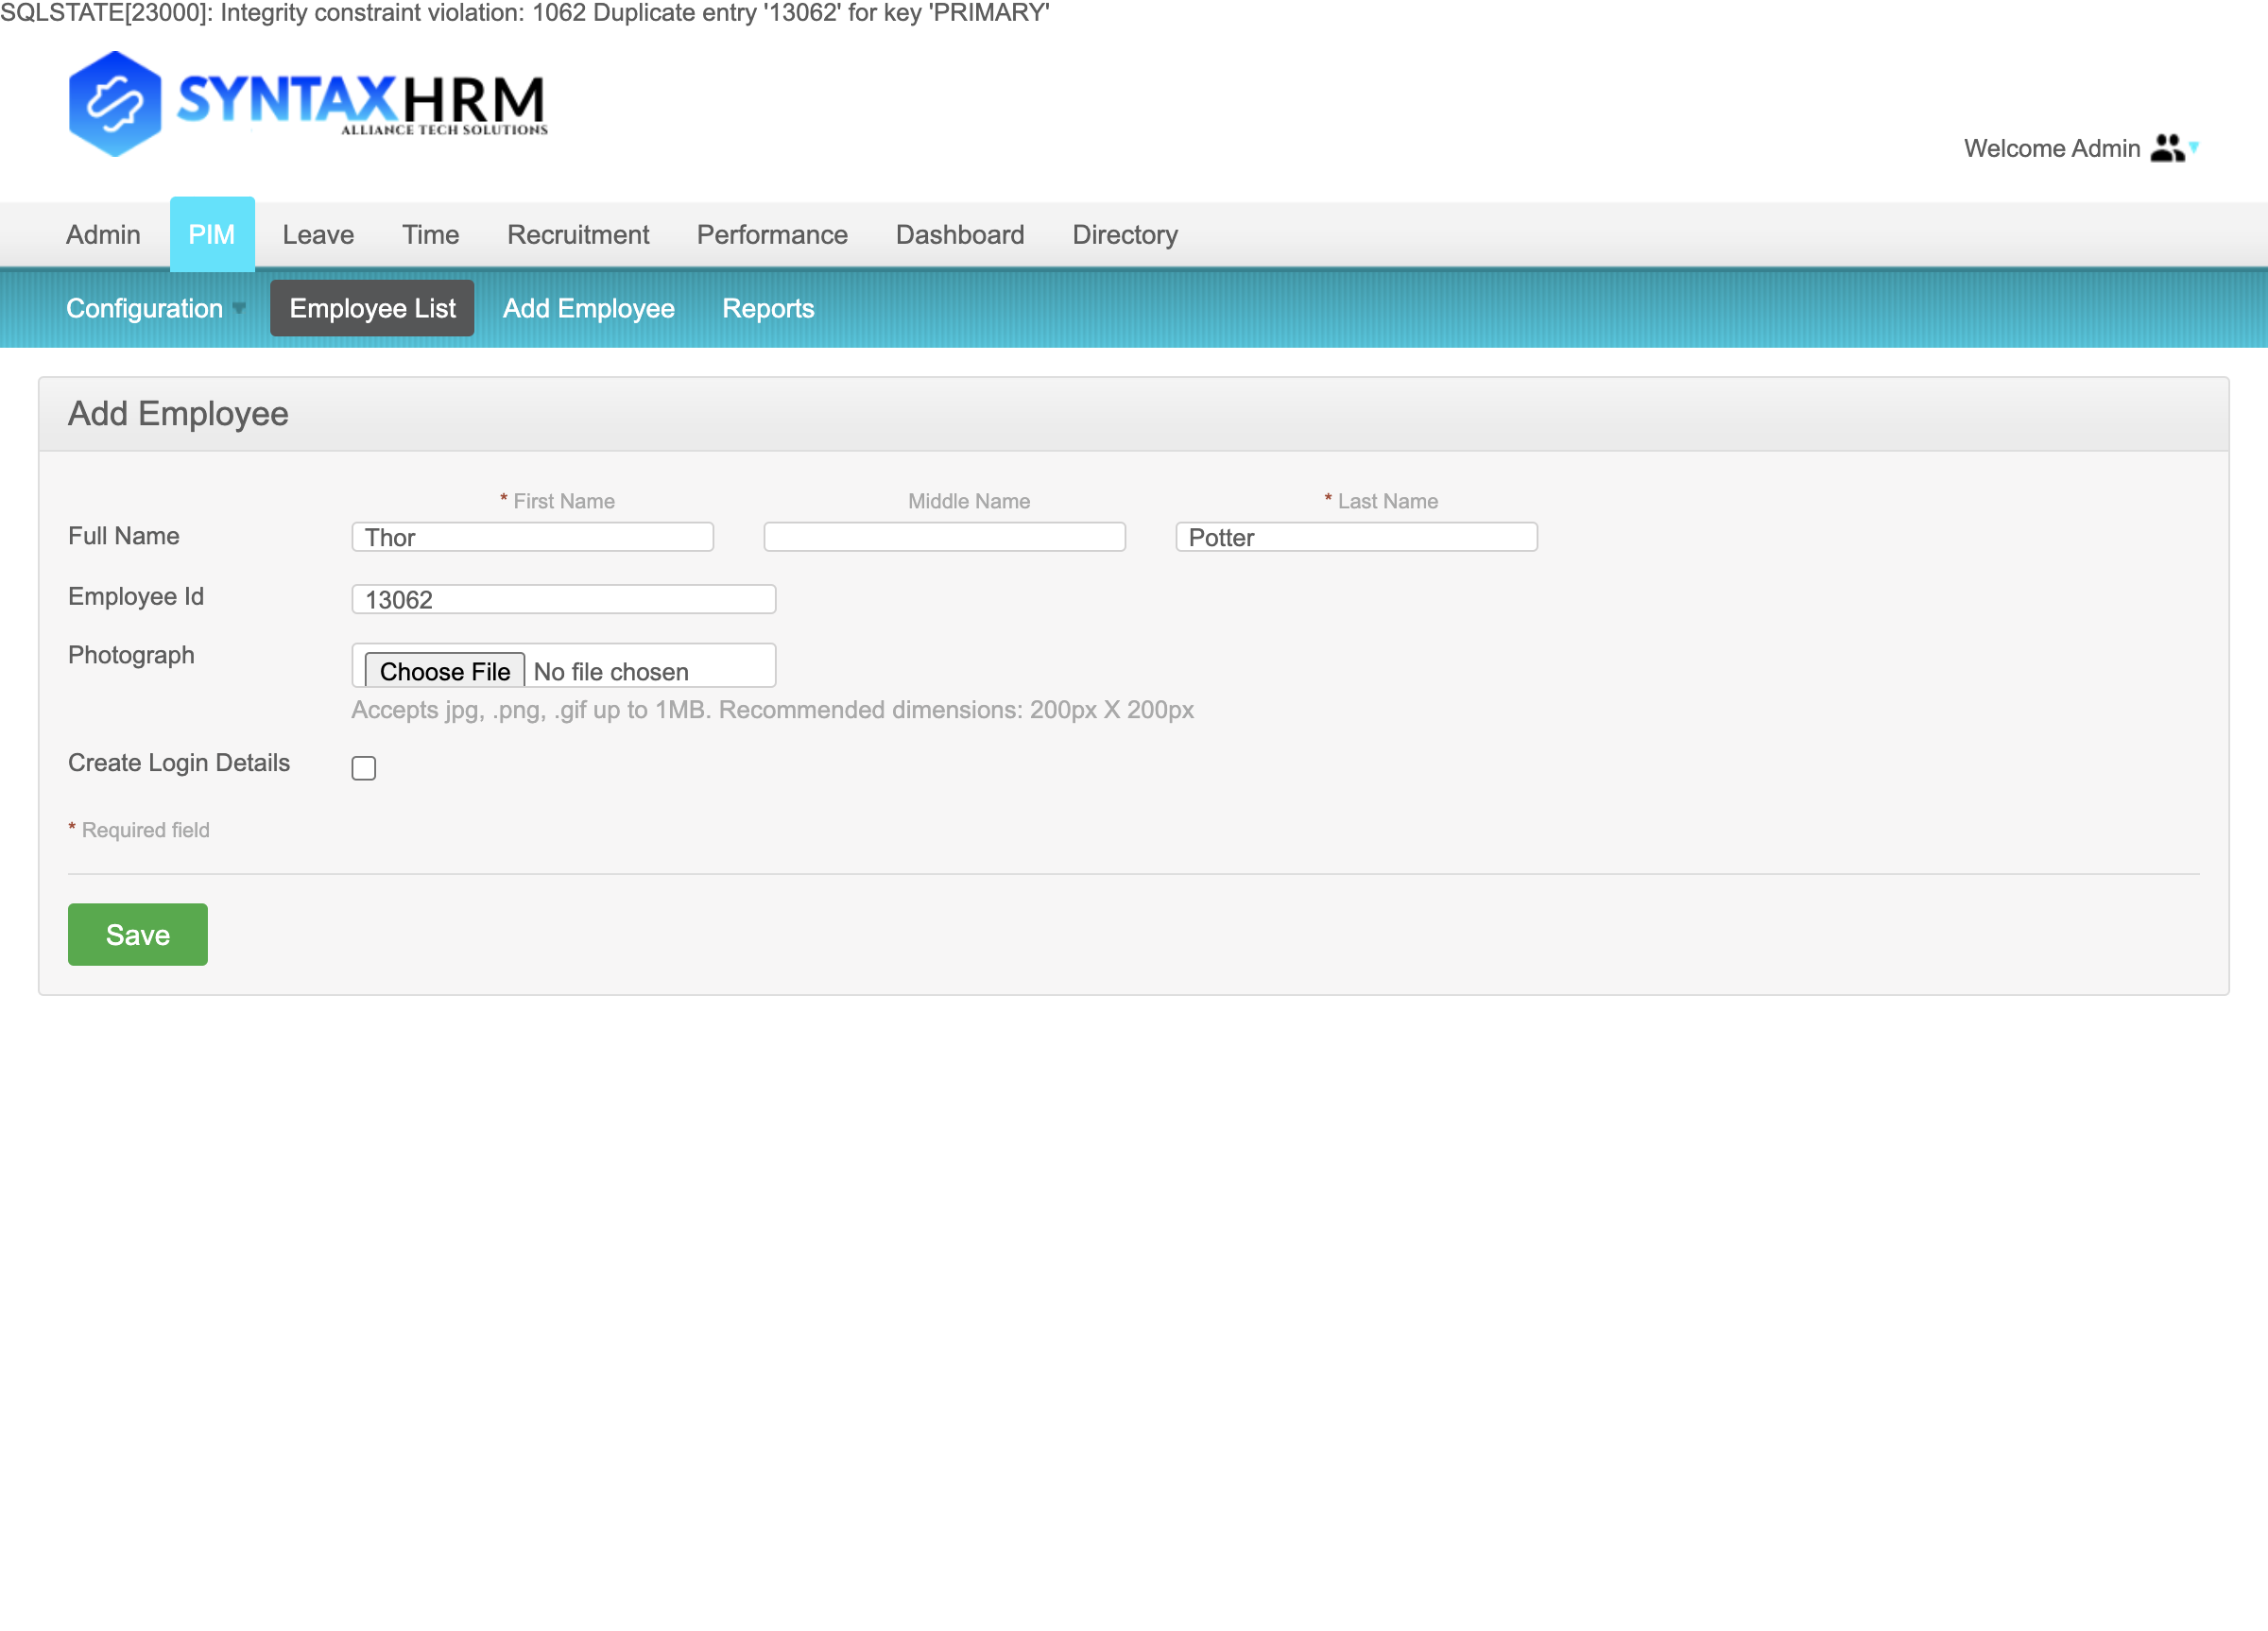 SQLSTATE[23000]: Integrity constraint violation: 1062 Duplicate entry '13062' for key 'PRIMARY'
SYNTAXHRM
ALLIANCE TECH SOLUTIONS
Welcome Admin
Admin PIM Leave Time Recruitment Performance Dashboard Directory
Configuration Employee List Add Employee Reports
Add Employee
* First Name Middle Name * Last Name
Full Name Thor Potter
Employee Id 13062
Photograph Choose File No file chosen
Accepts jpg, .png, .gif up to 1MB. Recommended dimensions: 200px X 200px
Create Login Details
* Required field
Save